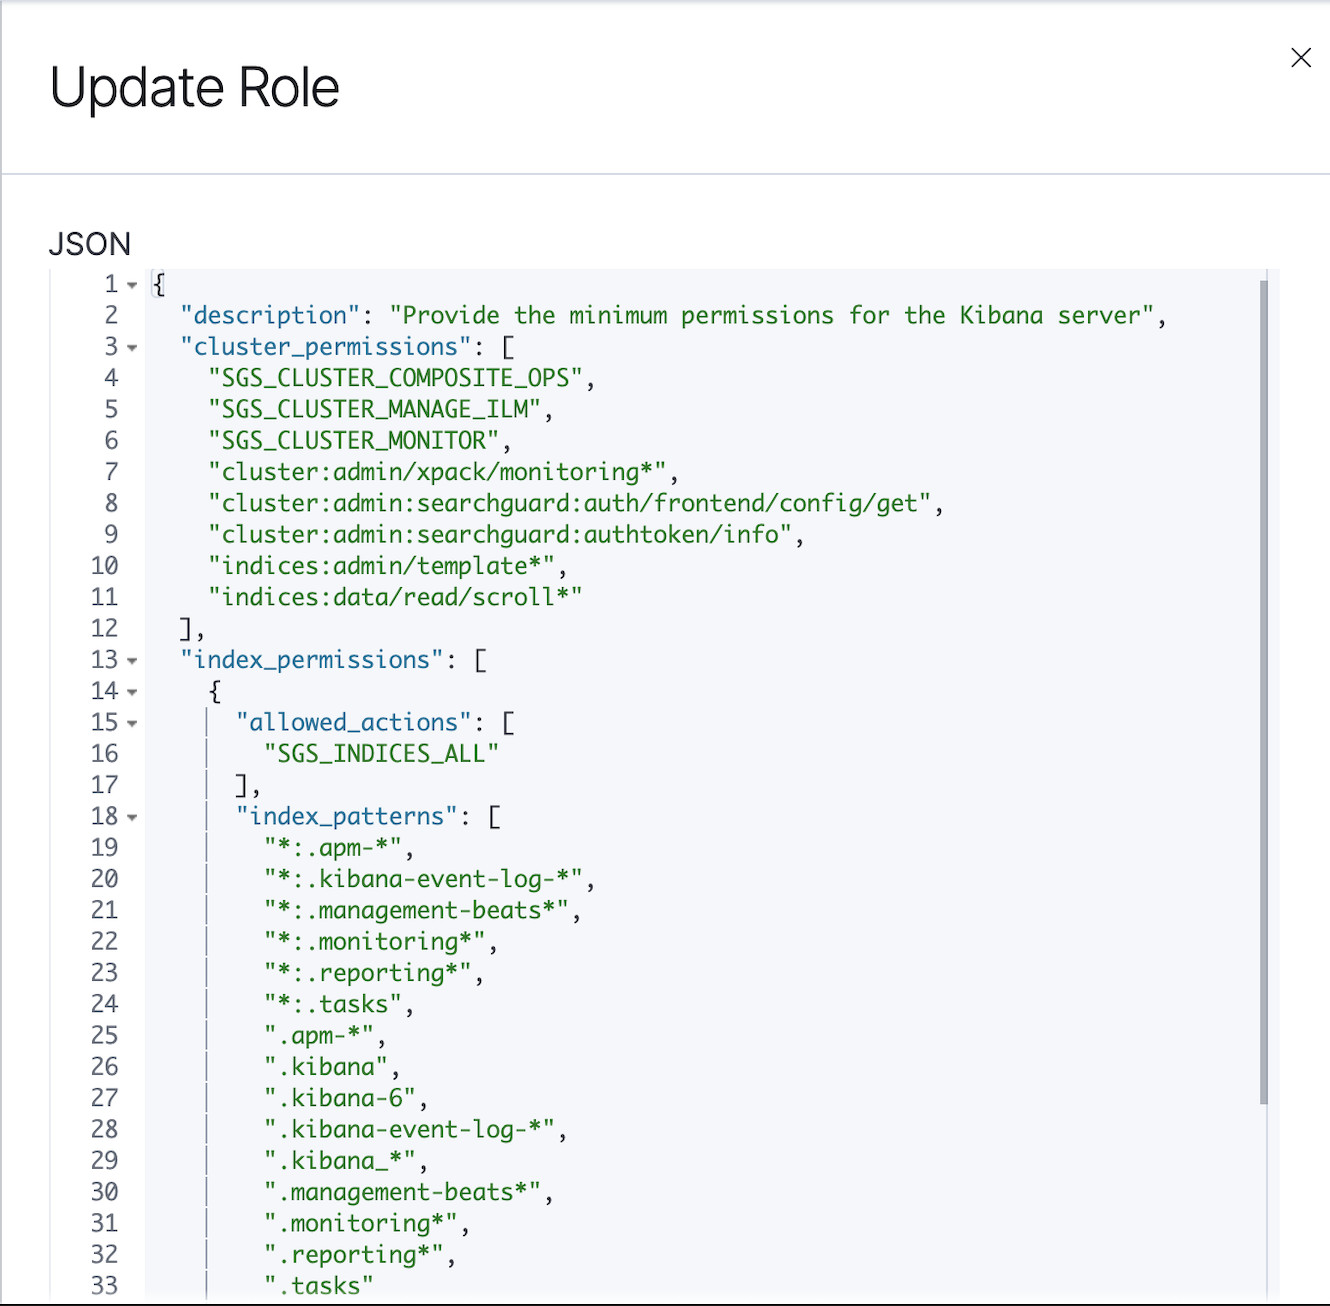 Update Role
JSON
1 {
2 "description": "Provide the minimum permissions for the Kibana server",
3 "cluster_permissions": [
4 "SGS_CLUSTER_COMPOSITE_OPS",
5 "SGS_CLUSTER_MANAGE_ILM",
6 "SGS_CLUSTER_MONITOR",
7 "cluster:admin/xpack/monitoring*",
8 "cluster:admin:searchguard:auth/frontend/config/get",
9 "cluster:admin:searchguard:authtoken/info",
10 "indices:admin/template*",
11 "indices:data/read/scroll*"
12 ],
13 "index_permissions": [
14 {
15 "allowed_actions": [
16 "SGS_INDICES_ALL"
17 ],
18 "index_patterns": [
19 "*:.apm-*",
20 "*:.kibana-event-log-*",
21 "*:.management-beats*",
22 "*:.monitoring*",
23 "*:.reporting*",
24 "*:.tasks",
25 ".apm-*",
26 ".kibana",
27 ".kibana-6",
28 ".kibana-event-log-*",
29 ".kibana_*",
30 ".management-beats*",
31 ".monitoring*",
32 ".reporting*",
33 ".tasks"